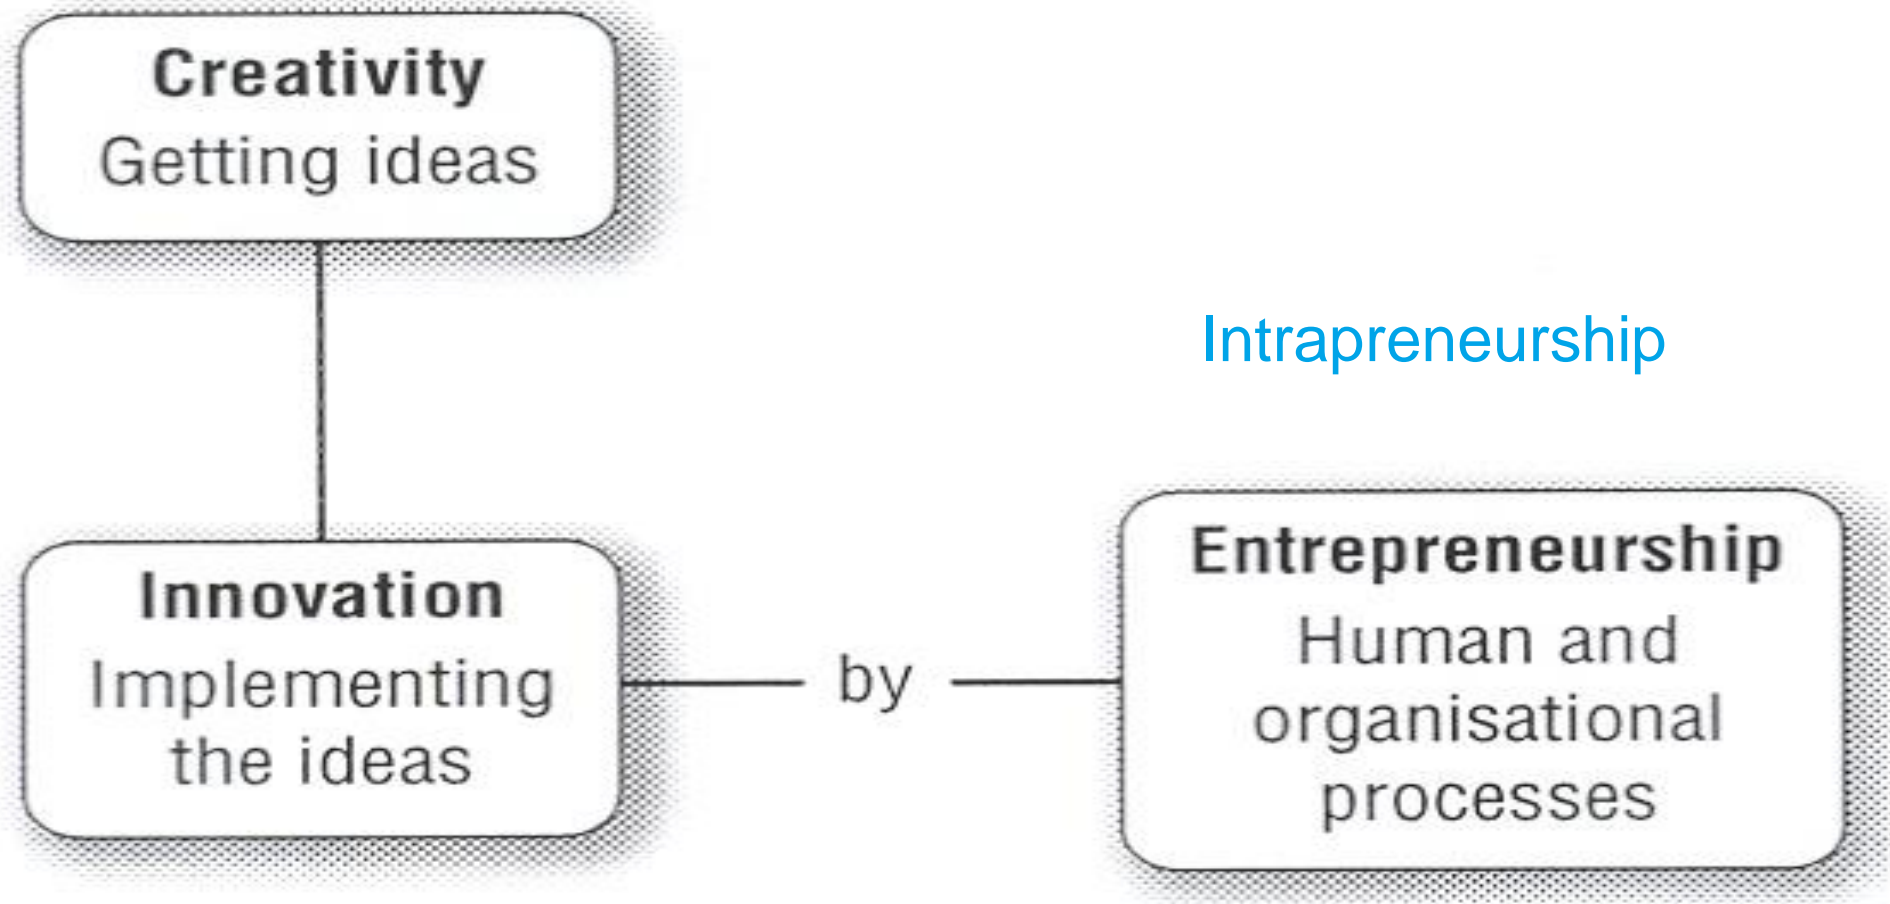 Creativity
Getting ideas
Intrapreneurship
Innovation
Implementing
the ideas
by
Entrepreneurship
Human and
organisational
processes